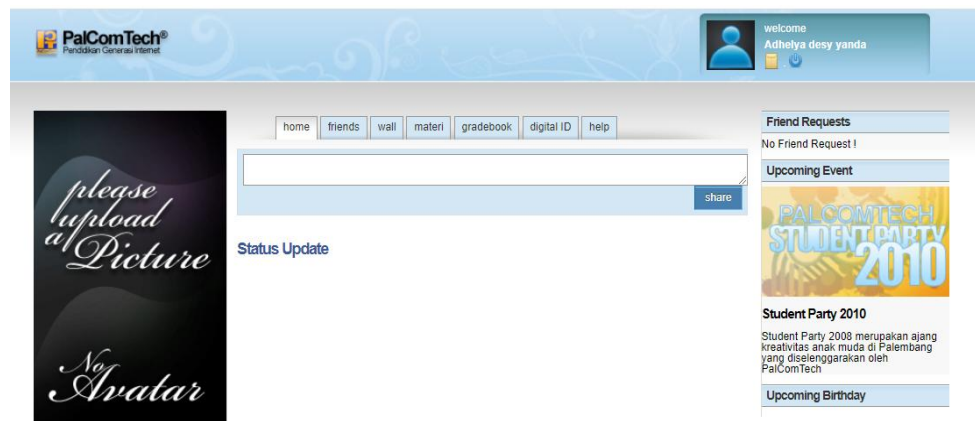 PalComTech®
Pendidikan Generasi Internet
welcome
Adhelya desy yanda
please
upload
a
Picture
No
Avatar
home friends wall materi gradebook digital ID help
share
Status Update
Friend Requests
No Friend Request !
Upcoming Event
PALCOMTECH
STUDENT PARTY
2010
Student Party 2010
Student Party 2008 merupakan ajang
kreativitas anak muda di Palembang
yang diselenggarakan oleh
PalComTech
Upcoming Birthday